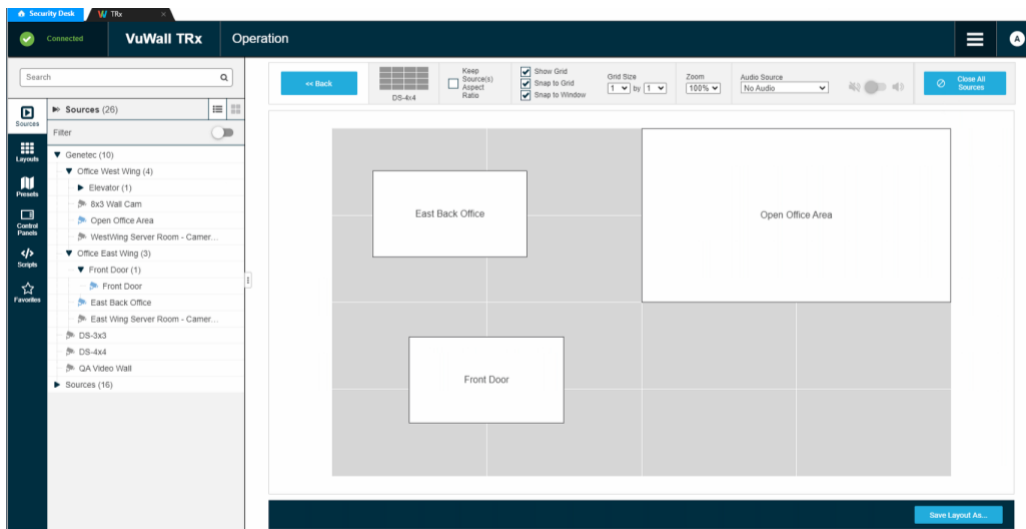 Security Desk
TRx
×
Connected
VuWall TRx
Operation
A
Search
<< Back
DS-4x4
Keep
Source(s)
Aspect
Ratio
Show Grid
Snap to Grid
Snap to Window
Grid Size
1 by 1
Zoom
100%
Audio Source
No Audio
Close All
Sources
Sources
Layouts
Presets
Control
Panels
Scripts
Favorites
Sources (26)
Filter
Genetec (10)
Office West Wing (4)
Elevator (1)
8x3 Wall Cam
Open Office Area
WestWing Server Room - Camer...
Office East Wing (3)
Front Door (1)
Front Door
East Back Office
East Wing Server Room - Camer...
DS-3x3
DS-4x4
QA Video Wall
Sources (16)
East Back Office
Open Office Area
Front Door
Save Layout As...